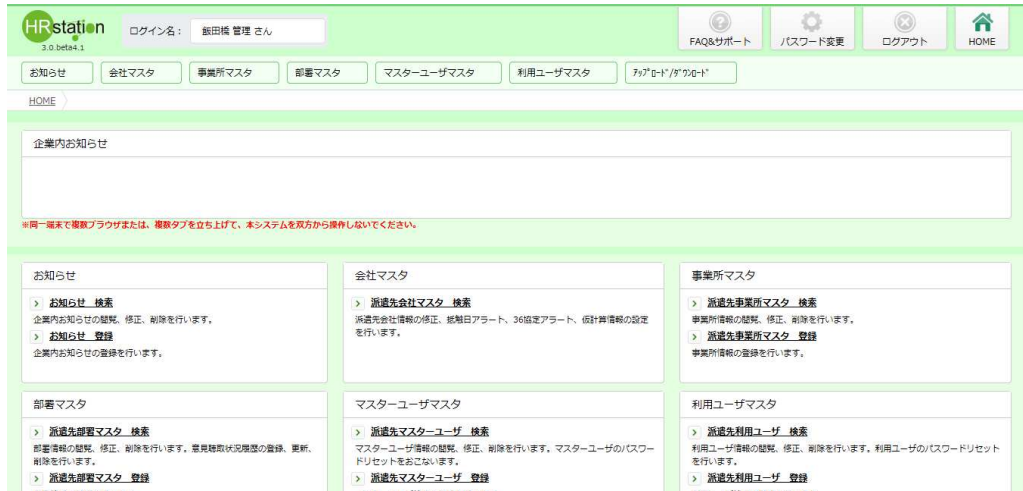 HRstation
3.0.beta4.1
ログイン名： 飯田橋 管理 さん
FAQ&サポート パスワード変更 ログアウト HOME
お知らせ 会社マスタ 事業所マスタ 部署マスタ マスターユーザマスタ 利用ユーザマスタ ｱｯﾌﾟﾛｰﾄﾞ/ﾀﾞｳﾝﾛｰﾄﾞ
HOME
企業内お知らせ
※同一端末で複数ブラウザまたは、複数タブを立ち上げて、本システムを双方から操作しないでください。
お知らせ
お知らせ 検索
企業内お知らせの閲覧、修正、削除を行います。
お知らせ 登録
企業内お知らせの登録を行います。
会社マスタ
派遣先会社マスタ 検索
派遣先会社情報の修正、抵触日アラート、36協定アラート、仮計算情報の設定
を行います。
事業所マスタ
派遣先事業所マスタ 検索
事業所情報の閲覧、修正、削除を行います。
派遣先事業所マスタ 登録
事業所情報の登録を行います。
部署マスタ
派遣先部署マスタ 検索
部署情報の閲覧、修正、削除を行います。意見聴取状況履歴の登録、更新、
削除を行います。
派遣先部署マスタ 登録
マスターユーザマスタ
派遣先マスターユーザ 検索
マスターユーザ情報の閲覧、修正、削除を行います。マスターユーザのパスワー
ドリセットをおこないます。
派遣先マスターユーザ 登録
利用ユーザマスタ
派遣先利用ユーザ 検索
利用ユーザ情報の閲覧、修正、削除を行います。利用ユーザのパスワードリセット
を行います。
派遣先利用ユーザ 登録